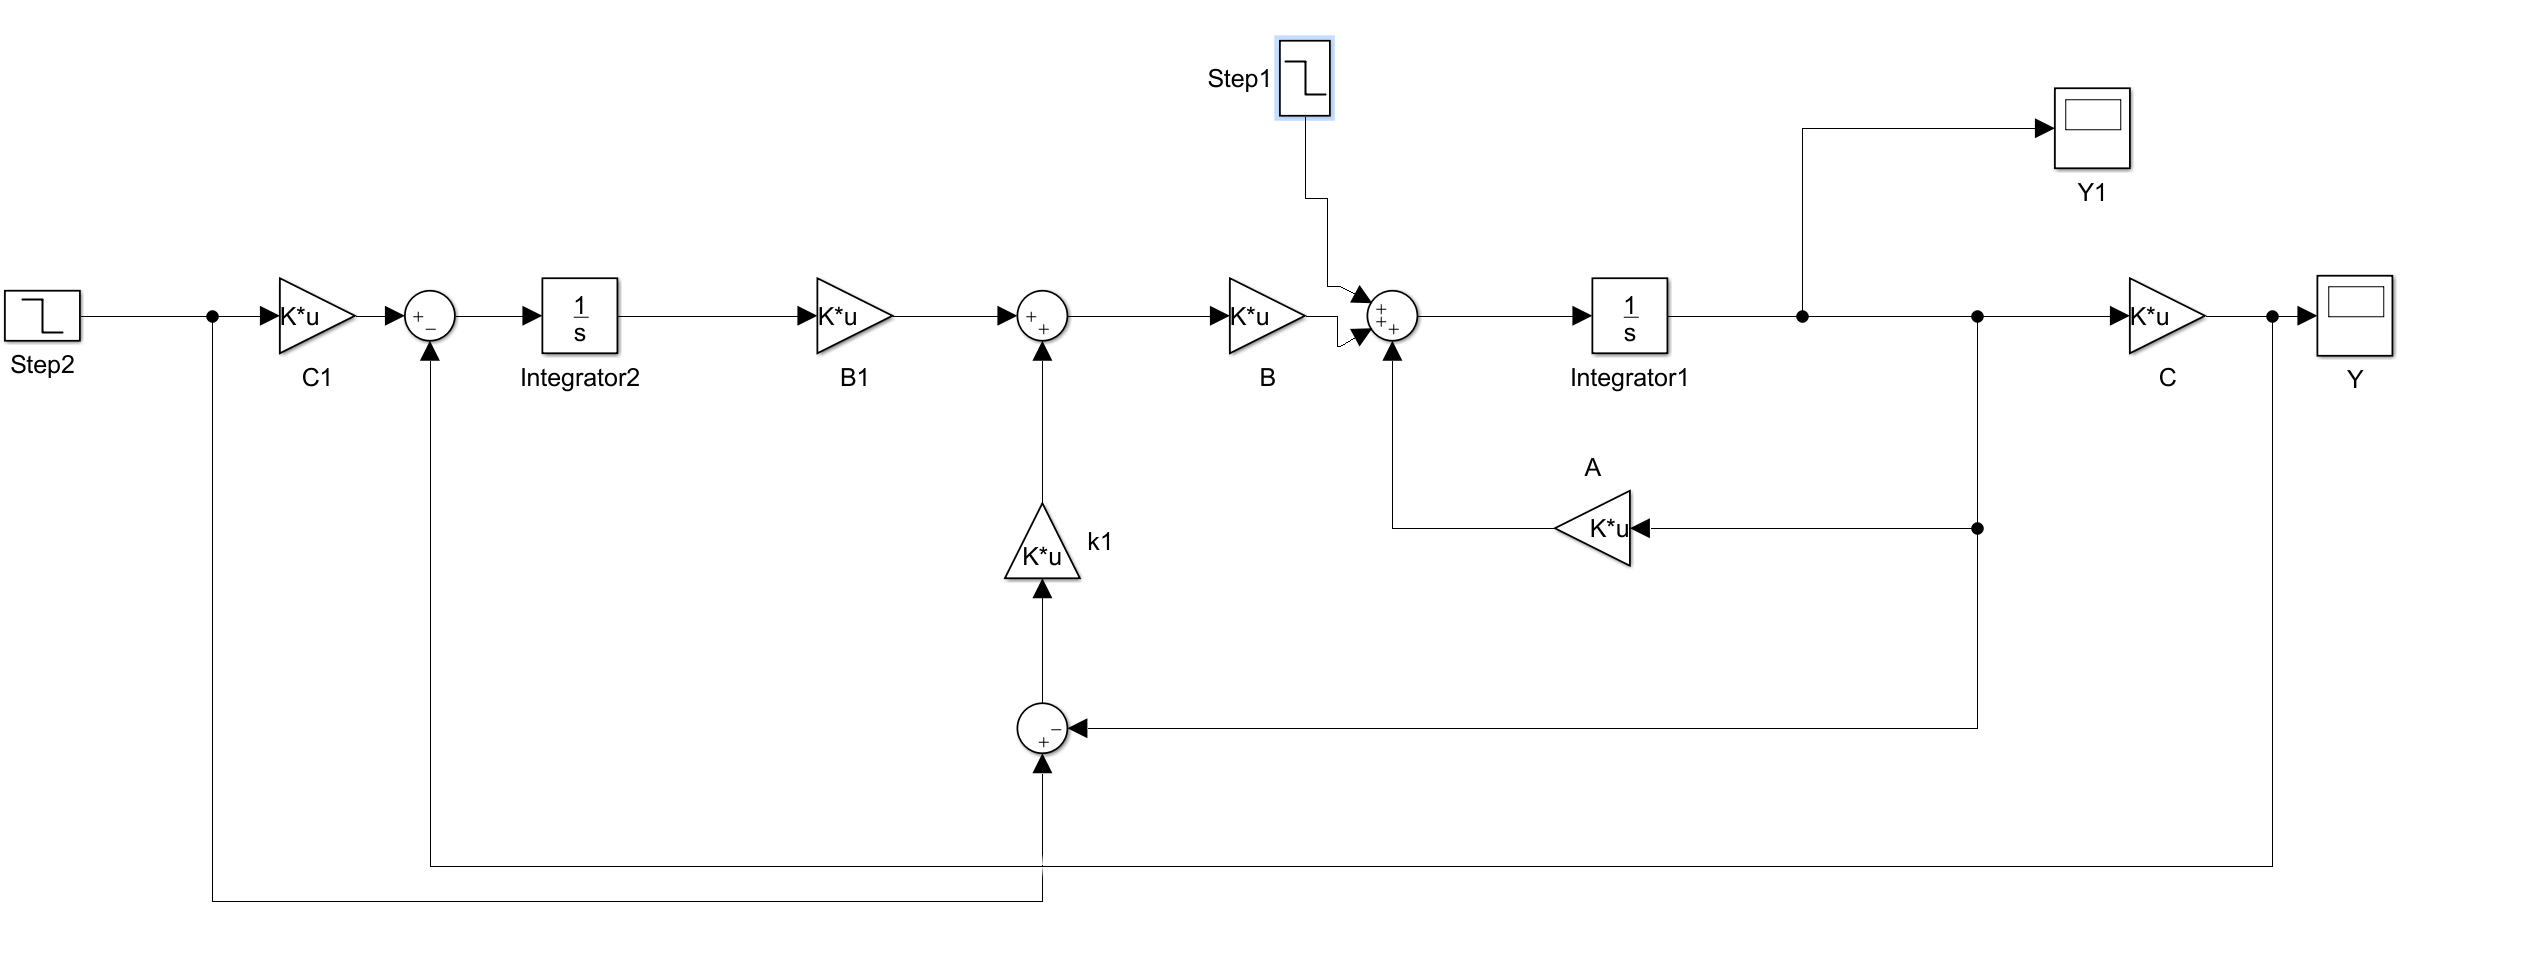 Step1
Y1
Step2
K*u
C1
+
−
1
s
Integrator2
K*u
B1
+
+
K*u
B
+
+
+
1
s
Integrator1
K*u
C
Y
A
K*u
K*u
k1
−
+